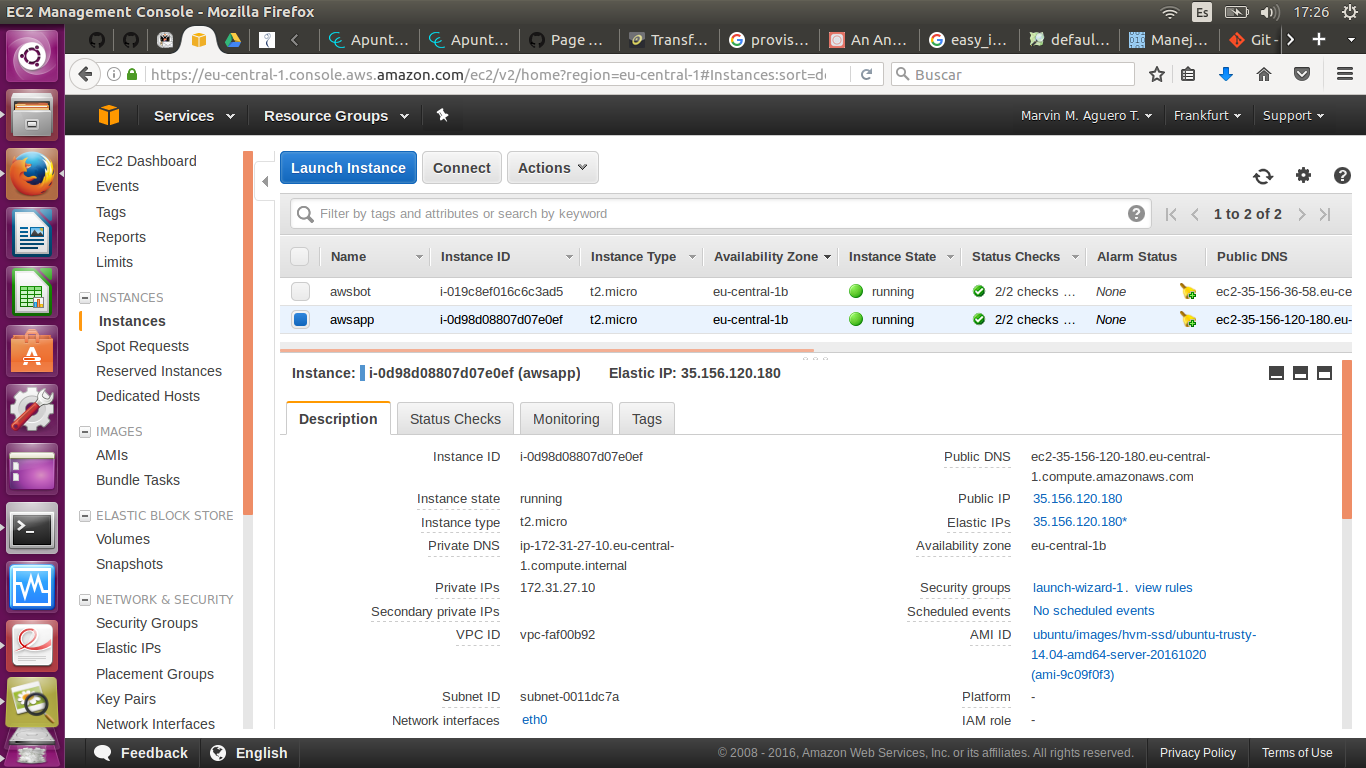 EC2 Management Console - Mozilla Firefox
Es
17:26
Apunt…
Apunt…
Page …
Transf…
provis…
An An…
easy_i…
defaul…
Manej…
Git -
https://eu-central-1.console.aws.amazon.com/ec2/v2/home?region=eu-central-1#Instances:sort=d
Buscar
Services
Resource Groups
Marvin M. Aguero T.
Frankfurt
Support
EC2 Dashboard
Events
Tags
Reports
Limits
INSTANCES
Instances
Spot Requests
Reserved Instances
Dedicated Hosts
IMAGES
AMIs
Bundle Tasks
ELASTIC BLOCK STORE
Volumes
Snapshots
NETWORK & SECURITY
Security Groups
Elastic IPs
Placement Groups
Key Pairs
Network Interfaces
Launch Instance
Connect
Actions
Filter by tags and attributes or search by keyword
1 to 2 of 2
Name Instance ID Instance Type Availability Zone Instance State Status Checks Alarm Status Public DNS
awsbot i-019c8ef016c6c3ad5 t2.micro eu-central-1b running 2/2 checks … None ec2-35-156-36-58.eu-ce
awsapp i-0d98d08807d07e0ef t2.micro eu-central-1b running 2/2 checks … None ec2-35-156-120-180.eu-
Instance: i-0d98d08807d07e0ef (awsapp) Elastic IP: 35.156.120.180
Description
Status Checks
Monitoring
Tags
Instance ID i-0d98d08807d07e0ef
Instance state running
Instance type t2.micro
Private DNS ip-172-31-27-10.eu-central-
1.compute.internal
Private IPs 172.31.27.10
Secondary private IPs
VPC ID vpc-faf00b92
Subnet ID subnet-0011dc7a
Network interfaces eth0
Public DNS ec2-35-156-120-180.eu-central-
1.compute.amazonaws.com
Public IP 35.156.120.180
Elastic IPs 35.156.120.180*
Availability zone eu-central-1b
Security groups launch-wizard-1. view rules
Scheduled events No scheduled events
AMI ID ubuntu/images/hvm-ssd/ubuntu-trusty-
14.04-amd64-server-20161020
(ami-9c09f0f3)
Platform -
IAM role -
Feedback
English
© 2008 - 2016, Amazon Web Services, Inc. or its affiliates. All rights reserved.
Privacy Policy
Terms of Use